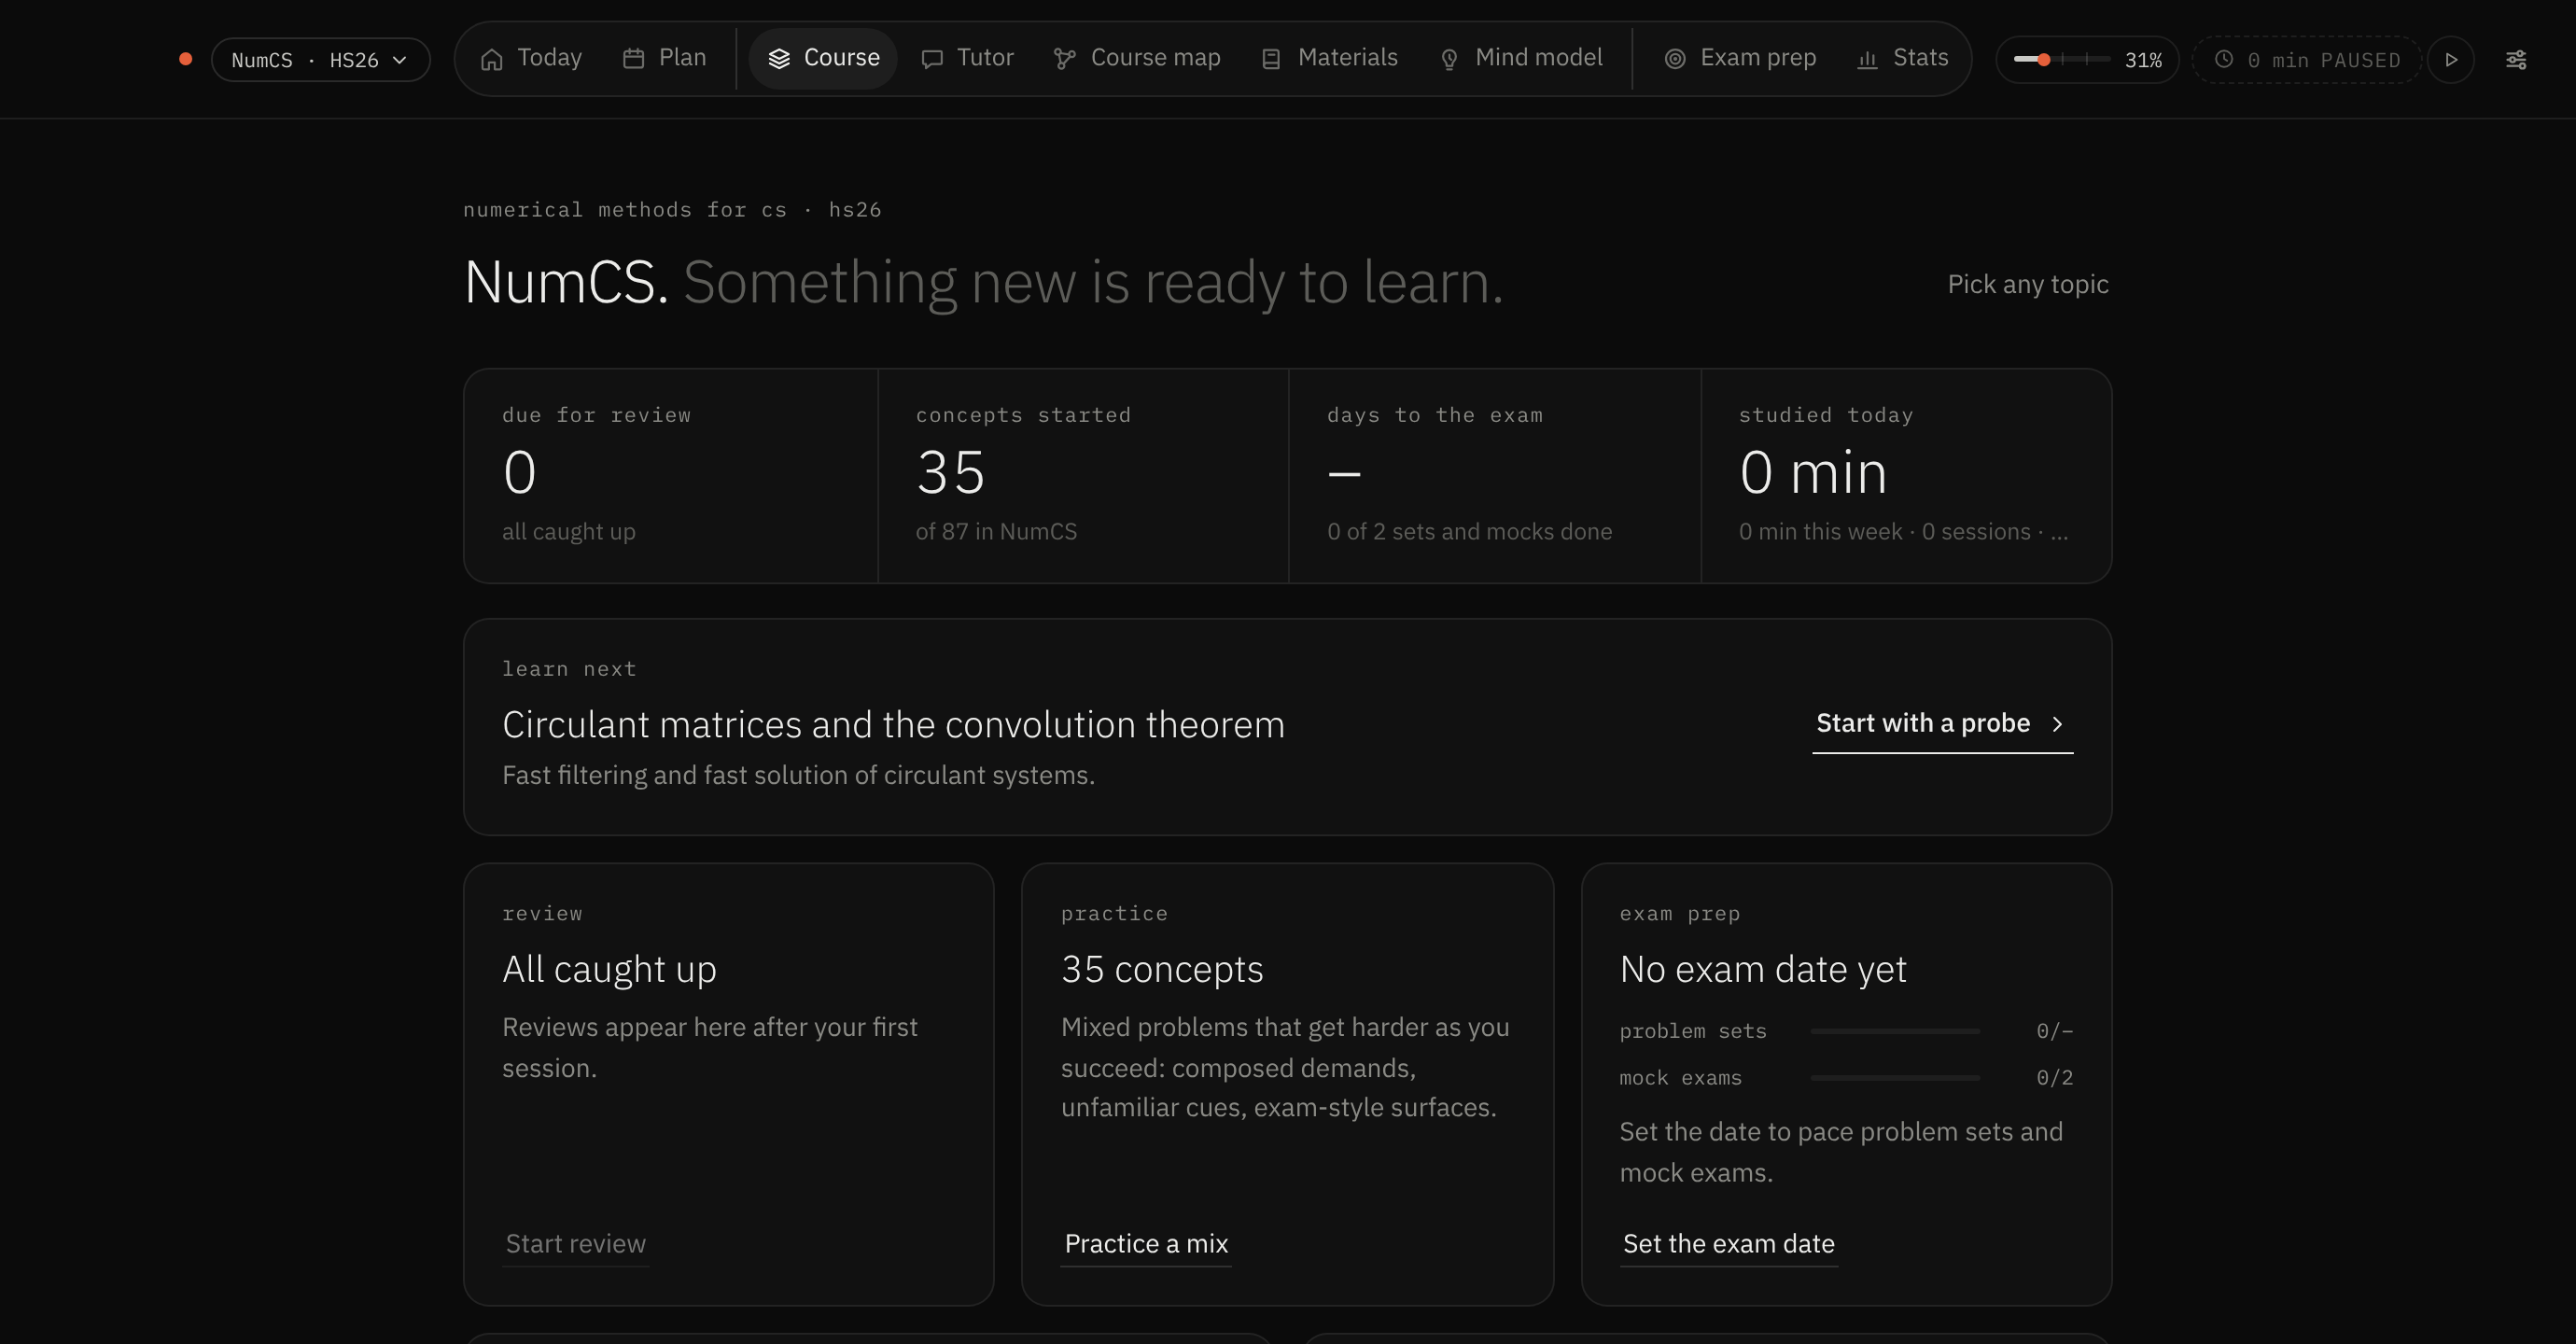 NumCS · HS26
Today
Plan
Course
Tutor
Course map
Materials
Mind model
Exam prep
Stats
31%
0 min PAUSED
numerical methods for cs · hs26
NumCS. Something new is ready to learn.
Pick any topic
due for review
0
all caught up
concepts started
35
of 87 in NumCS
days to the exam
–
0 of 2 sets and mocks done
studied today
0 min
0 min this week · 0 sessions · ...
learn next
Circulant matrices and the convolution theorem
Fast filtering and fast solution of circulant systems.
Start with a probe
review
All caught up
Reviews appear here after your first
session.
Start review
practice
35 concepts
Mixed problems that get harder as you
succeed: composed demands,
unfamiliar cues, exam-style surfaces.
Practice a mix
exam prep
No exam date yet
problem sets 0/–
mock exams 0/2
Set the date to pace problem sets and
mock exams.
Set the exam date